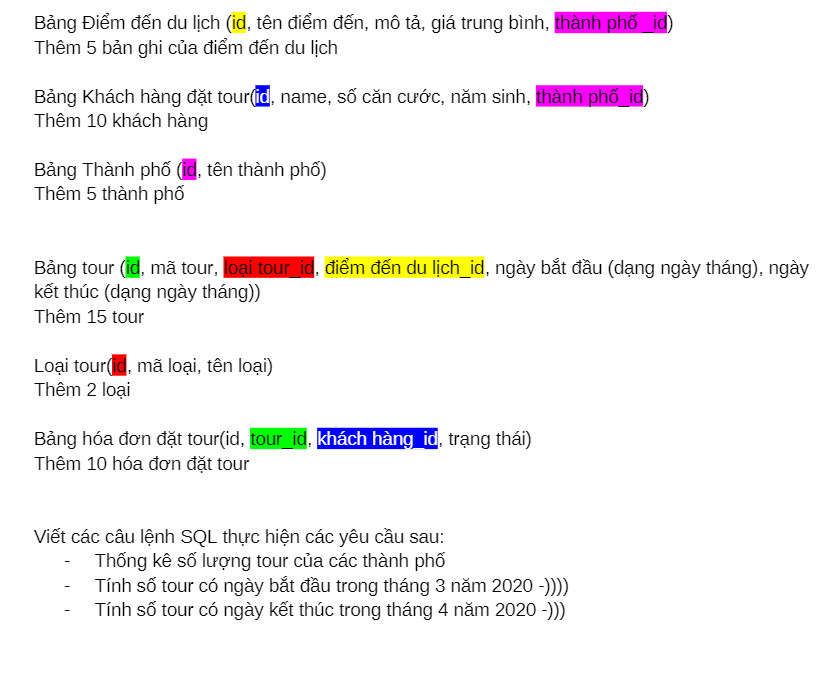 Bảng Điểm đến du lịch (id, tên điểm đến, mô tả, giá trung bình, thành phố _id)
Thêm 5 bản ghi của điểm đến du lịch
Bảng Khách hàng đặt tour(id, name, số căn cước, năm sinh, thành phố_id)
Thêm 10 khách hàng
Bảng Thành phố (id, tên thành phố)
Thêm 5 thành phố
Bảng tour (id, mã tour, loại tour_id, điểm đến du lịch_id, ngày bắt đầu (dạng ngày tháng), ngày
kết thúc (dạng ngày tháng))
Thêm 15 tour
Loại tour(id, mã loại, tên loại)
Thêm 2 loại
Bảng hóa đơn đặt tour(id, tour_id, khách hàng_id, trạng thái)
Thêm 10 hóa đơn đặt tour
Viết các câu lệnh SQL thực hiện các yêu cầu sau:
- Thống kê số lượng tour của các thành phố
- Tính số tour có ngày bắt đầu trong tháng 3 năm 2020 -))))
- Tính số tour có ngày kết thúc trong tháng 4 năm 2020 -)))